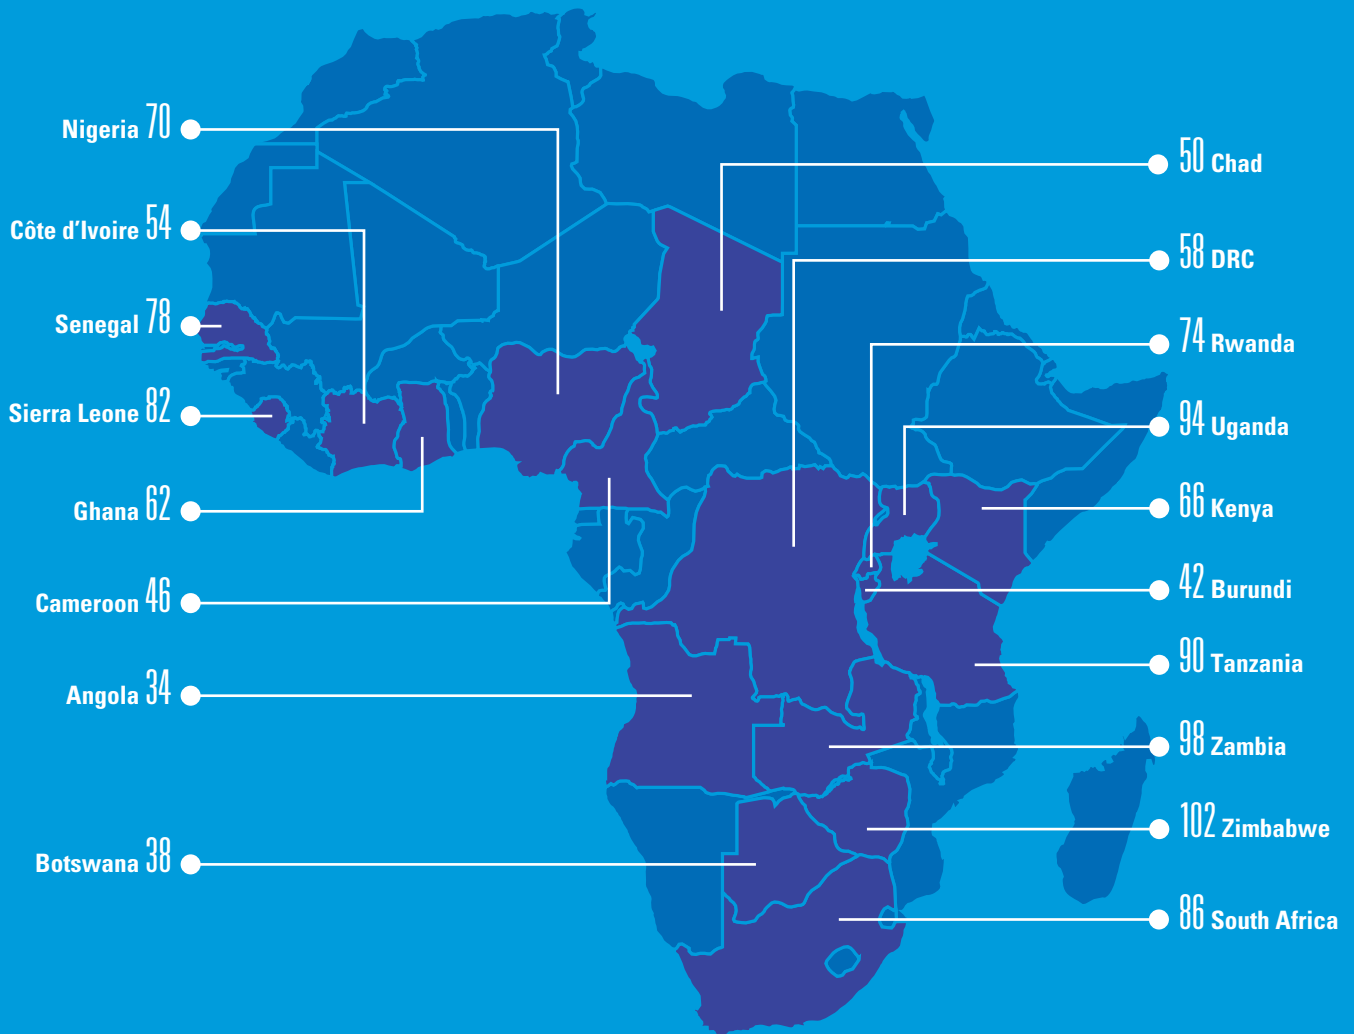 Nigeria 70
Côte d'Ivoire 54
Senegal 78
Sierra Leone 82
Ghana 62
Cameroon 46
Angola 34
Botswana 38
50 Chad
58 DRC
74 Rwanda
94 Uganda
66 Kenya
42 Burundi
90 Tanzania
98 Zambia
102 Zimbabwe
86 South Africa